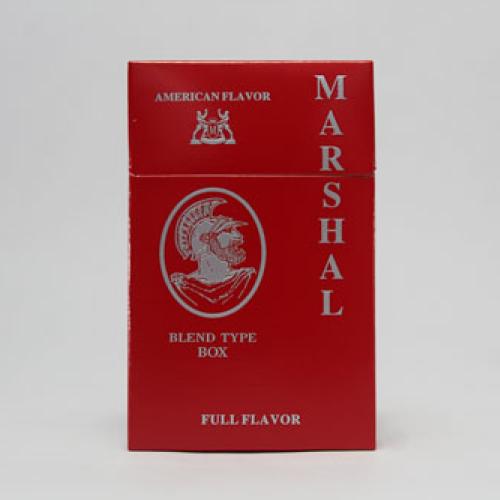 AMERICAN FLAVOR
M
MARSHAL
BLEND TYPE
BOX
FULL FLAVOR